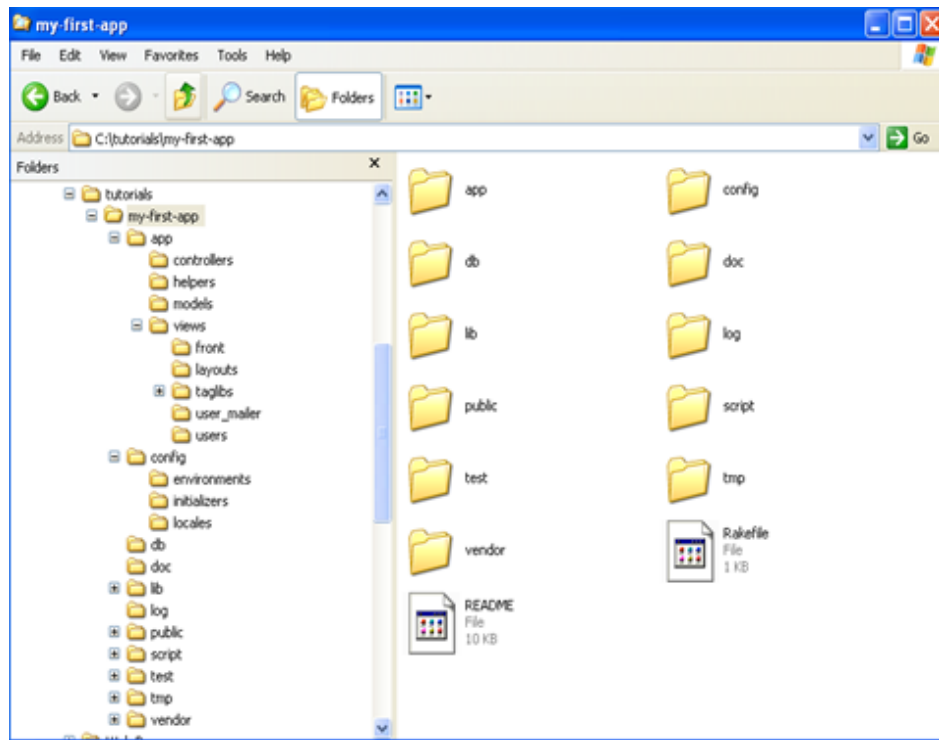 my-first-app
File Edit View Favorites Tools Help
Back Search Folders
Address C:\tutorials\my-first-app Go
Folders x
tutorials
my-first-app
app
controllers
helpers
models
views
front
layouts
taglibs
user_mailer
users
config
environments
initializers
locales
db
doc
lib
log
public
script
test
tmp
vendor
app config
db doc
lib log
public script
test tmp
vendor
Rakefile
File
1 KB
README
File
10 KB